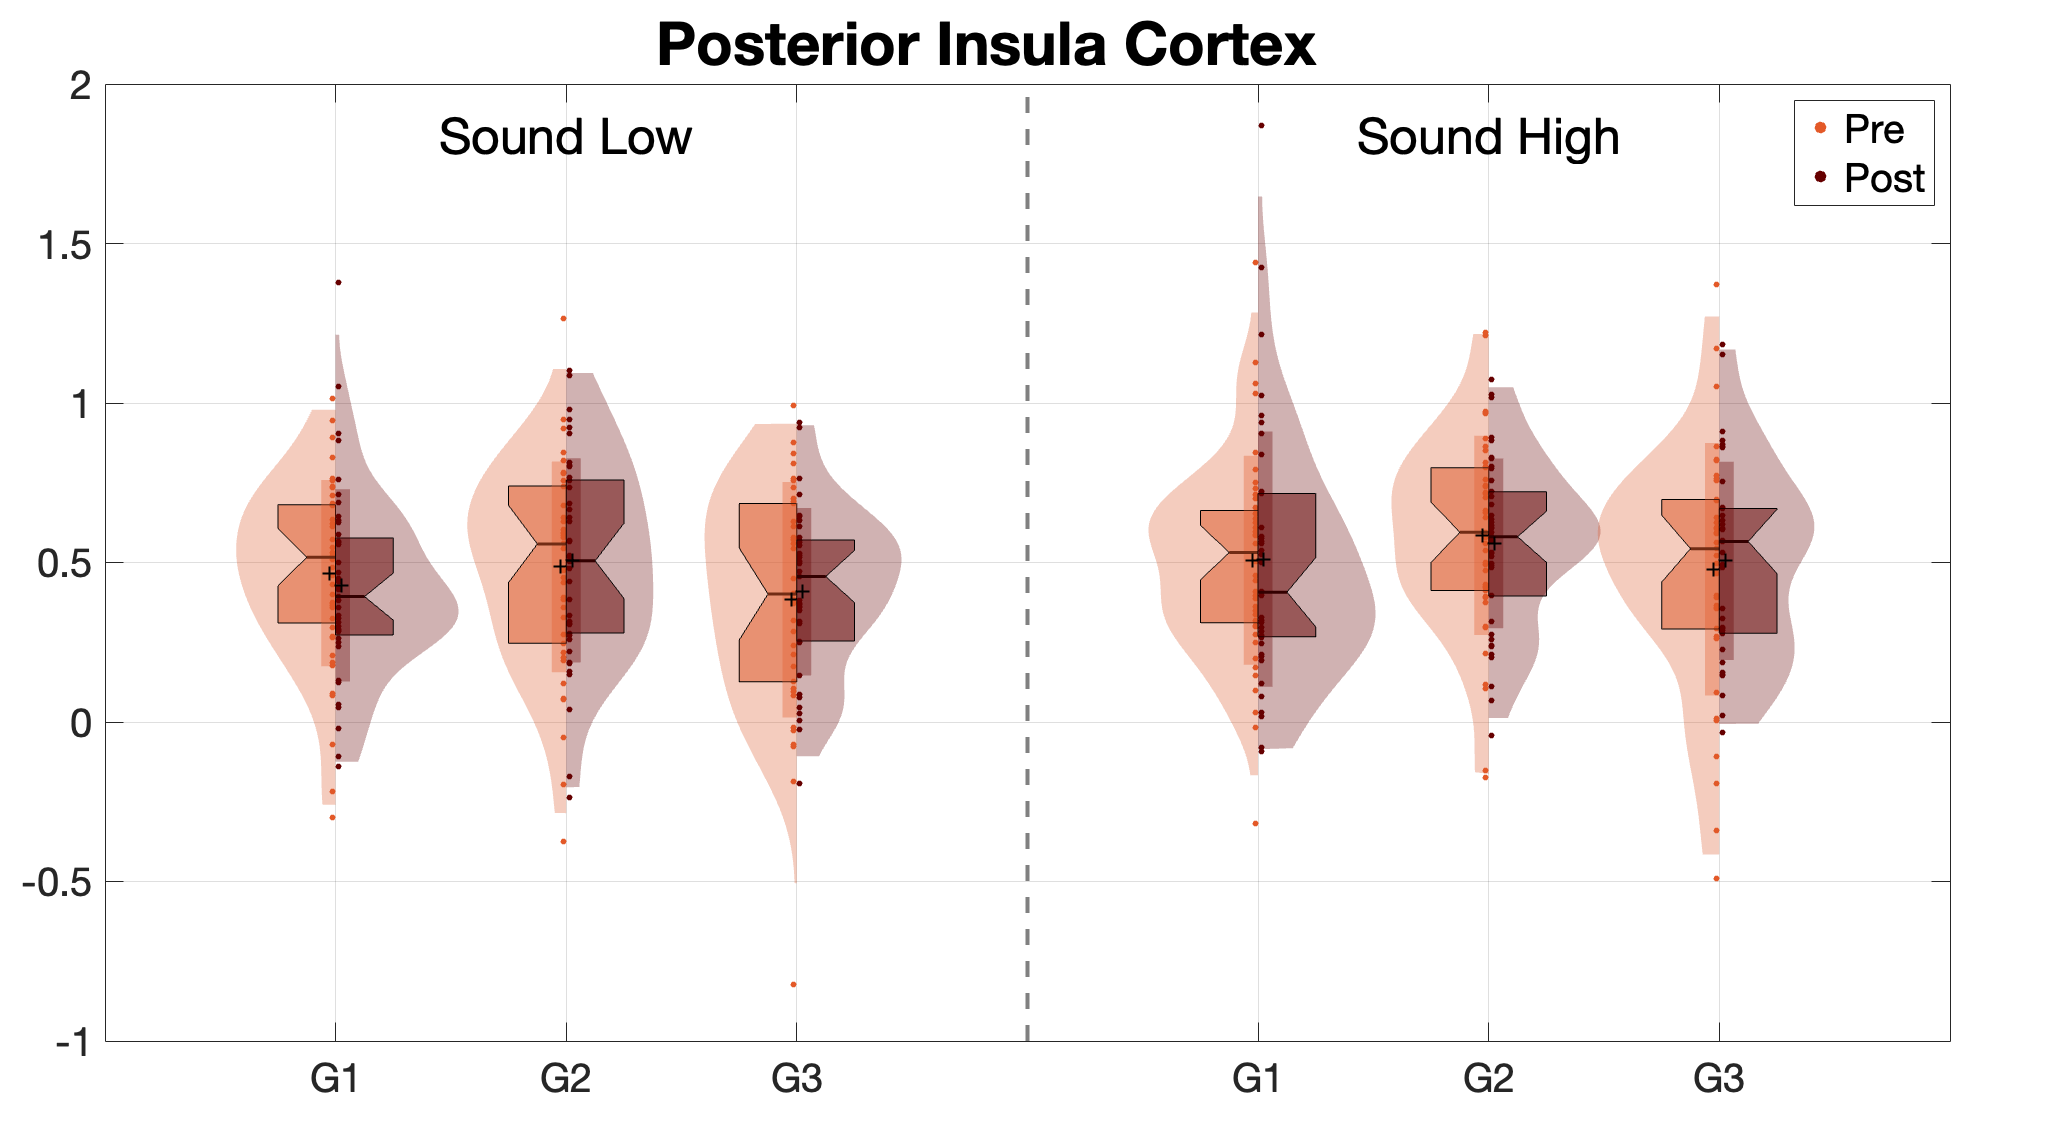 Posterior Insula Cortex
Sound Low
Sound High
Pre
Post
2
1.5
1
0.5
0
-0.5
-1
G1 G2 G3 G1 G2 G3